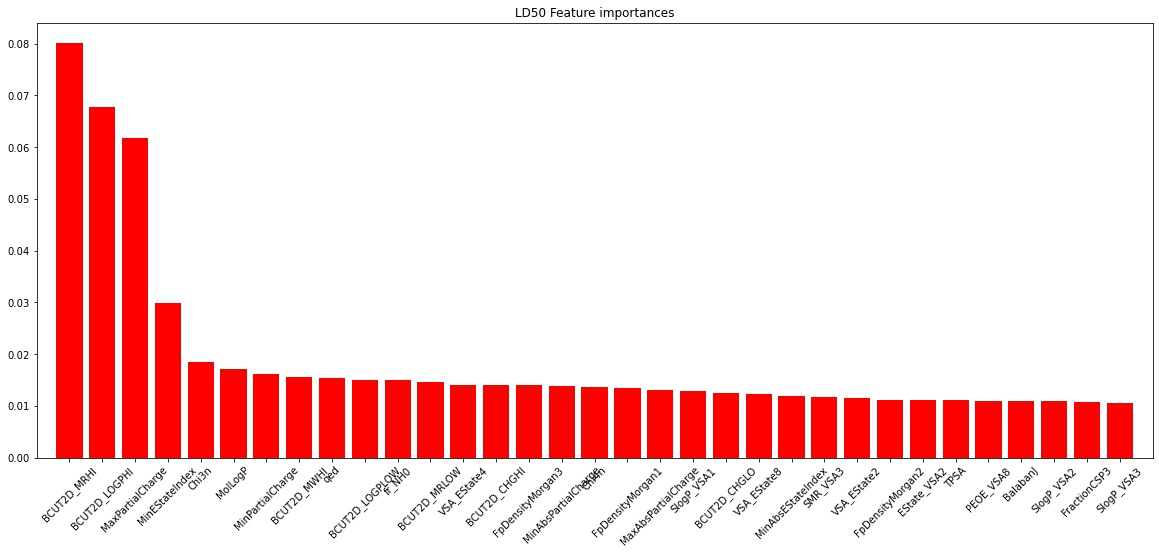 LD50 Feature importances
0.08
0.07
0.06
0.05
0.04
0.03
0.02
0.01
0.00
BCUT2D_MRHI
BCUT2D_LOGPHI
MaxPartialCharge
MinEStateIndex
Chi3n
MolLogP
MinPartialCharge
BCUT2D_MWHI
qed
BCUT2D_LOGPLOW
fr_NH0
BCUT2D_MRLOW
VSA_EState4
BCUT2D_CHGHI
FpDensityMorgan3
MinAbsPartialCharge
Chi4n
FpDensityMorgan1
MaxAbsPartialCharge
SlogP_VSA1
BCUT2D_CHGLO
VSA_EState8
MinAbsEStateIndex
SMR_VSA3
VSA_EState2
FpDensityMorgan2
EState_VSA2
TPSA
PEOE_VSA8
BalabanJ
SlogP_VSA2
FractionCSP3
SlogP_VSA3